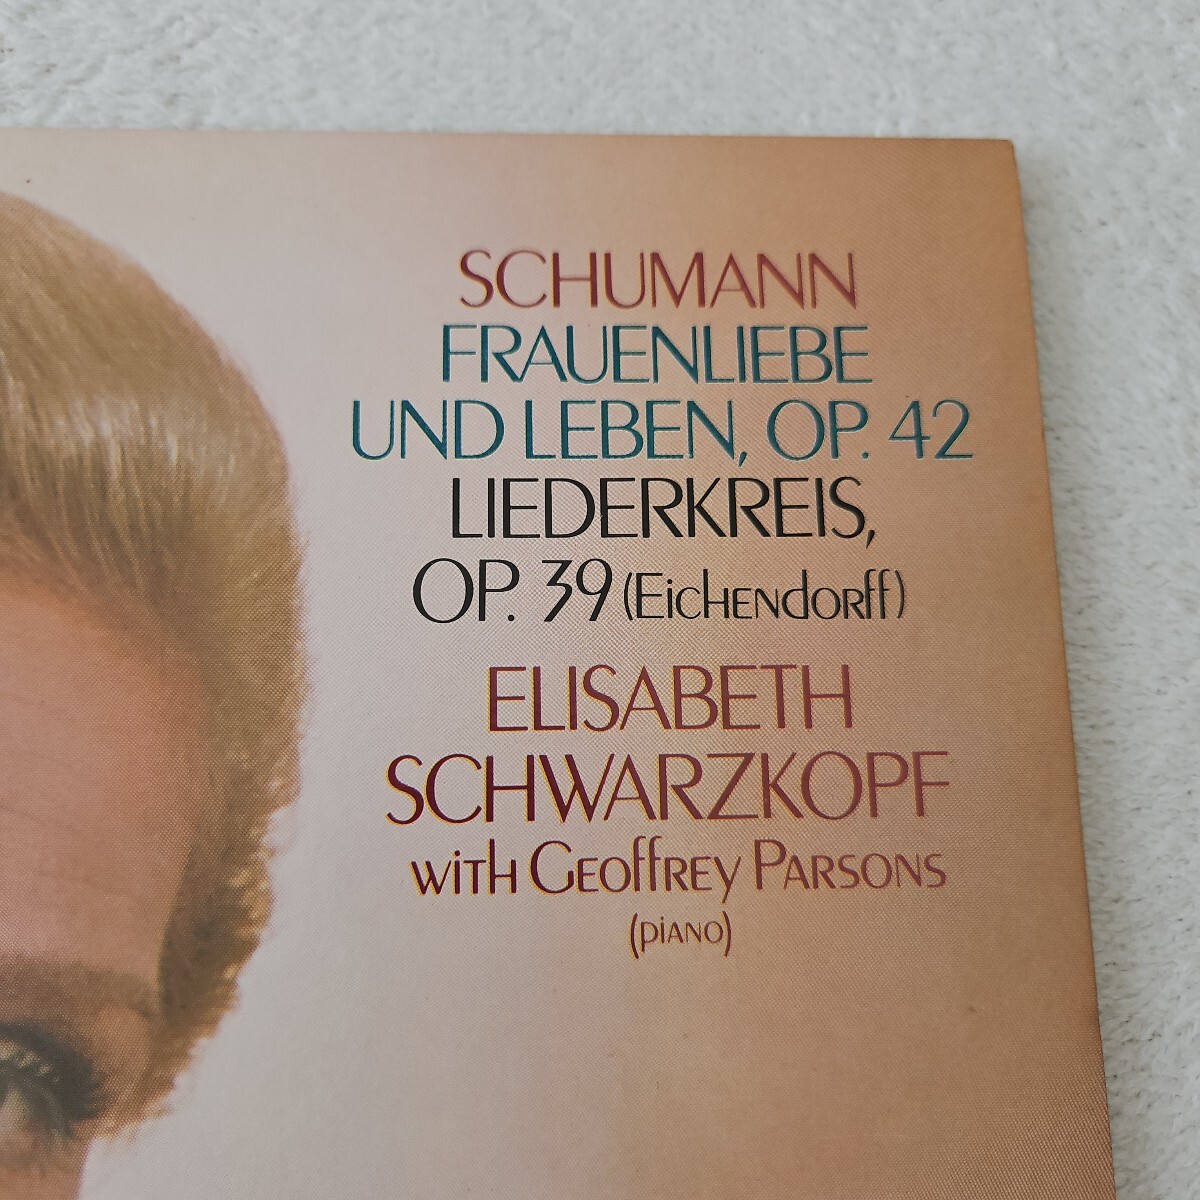 SCHUMANN
FRAUENLIEBE
UND LEBEN, OP. 42
LIEDERKREIS,
OP. 39 (EICHENDORFF)
ELISABETH
SCHWARZKOPF
WITH GEOFFREY PARSONS
(PIANO)